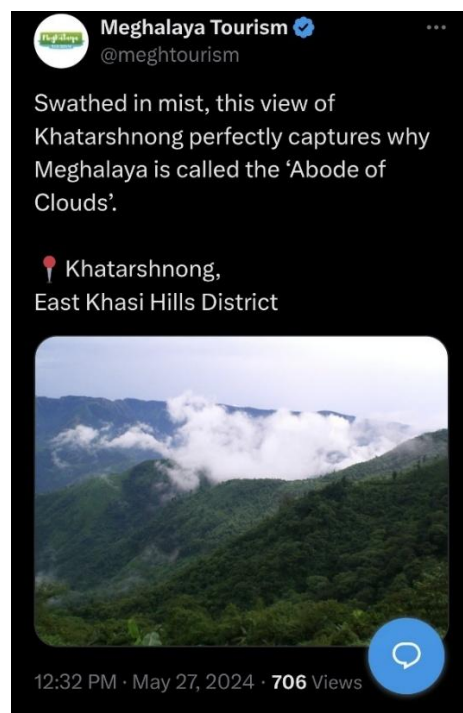 Meghalaya Tourism
@meghtourism
Swathed in mist, this view of
Khatarshnong perfectly captures why
Meghalaya is called the ‘Abode of
Clouds’.
Khatarshnong,
East Khasi Hills District
12:32 PM · May 27, 2024 · 706 Views